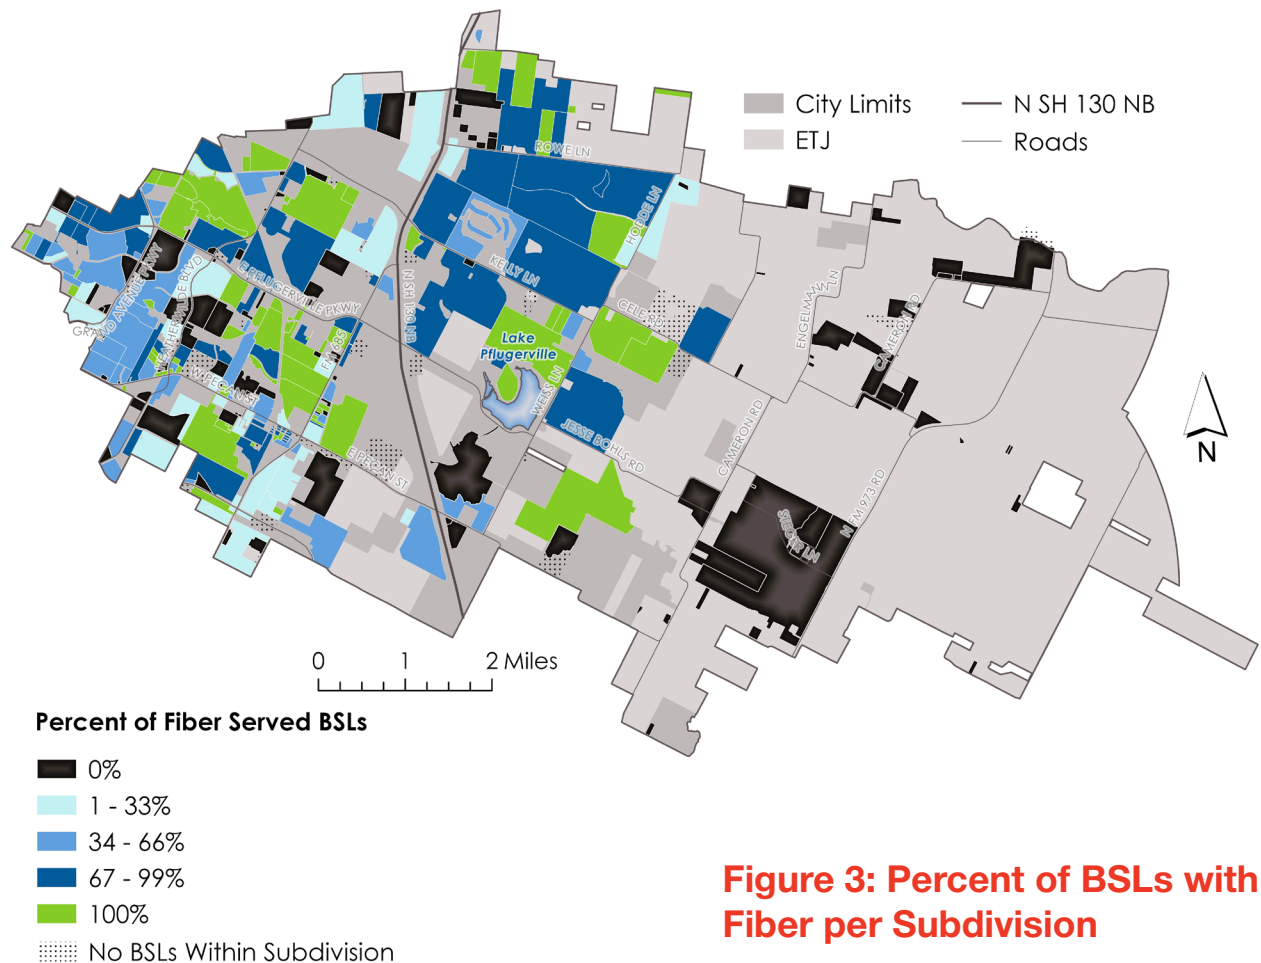 City Limits
N SH 130 NB
ETJ
Roads
ROWE LN
HODDE LN
KELLY LN
N SH 130 NB
E PFLUGERVILLE PKWY
GRAND AVENUE PKWY
HEATHERWILDE BLVD
CELE RD
ENGELMANN LN
CAMERON RD
FM 685
W PECAN ST
Lake
Pflugerville
WEISS LN
JESSE BOHLS RD
CAMERON RD
E PECAN ST
STEGER LN
N FM 973 RD
N
0 1 2 Miles
Percent of Fiber Served BSLs
0%
1 - 33%
34 - 66%
67 - 99%
100%
No BSLs Within Subdivision
Figure 3: Percent of BSLs with
Fiber per Subdivision